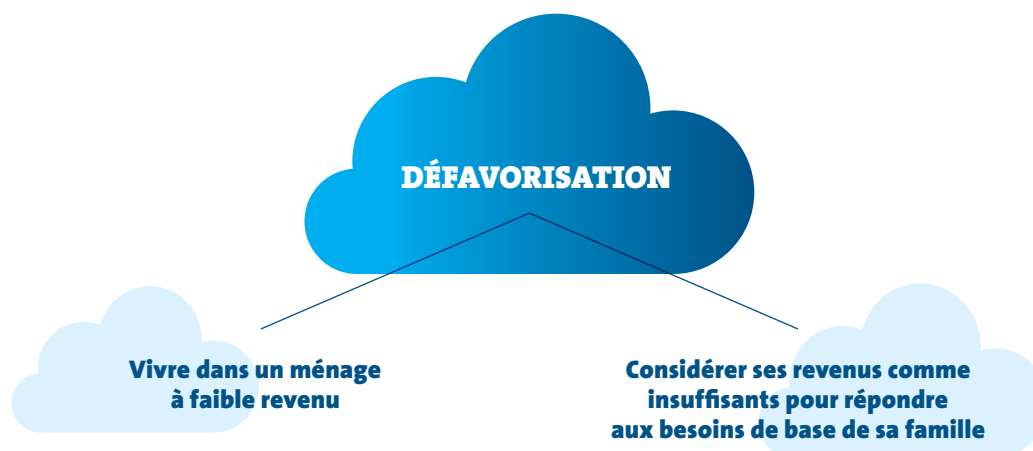 DÉFAVORISATION
Vivre dans un ménage
à faible revenu
Considérer ses revenus comme
insuffisants pour répondre
aux besoins de base de sa famille